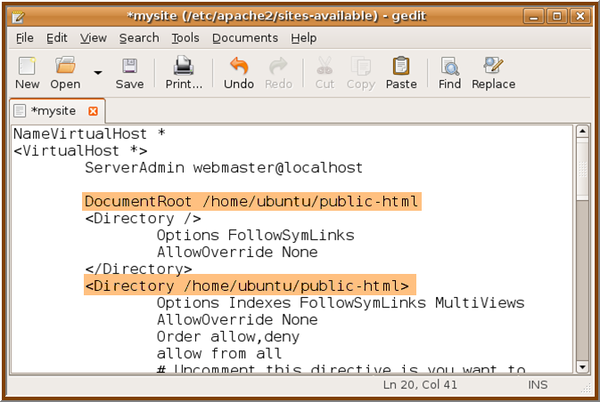 *mysite (/etc/apache2/sites-available) - gedit
File Edit View Search Tools Documents Help
New Open Save Print... Undo Redo Cut Copy Paste Find Replace
*mysite
NameVirtualHost *
<VirtualHost *>
ServerAdmin webmaster@localhost
DocumentRoot /home/ubuntu/public-html
<Directory />
Options FollowSymLinks
AllowOverride None
</Directory>
<Directory /home/ubuntu/public-html>
Options Indexes FollowSymLinks MultiViews
AllowOverride None
Order allow,deny
allow from all
# Uncomment this directive is you want to
Ln 20, Col 41 INS